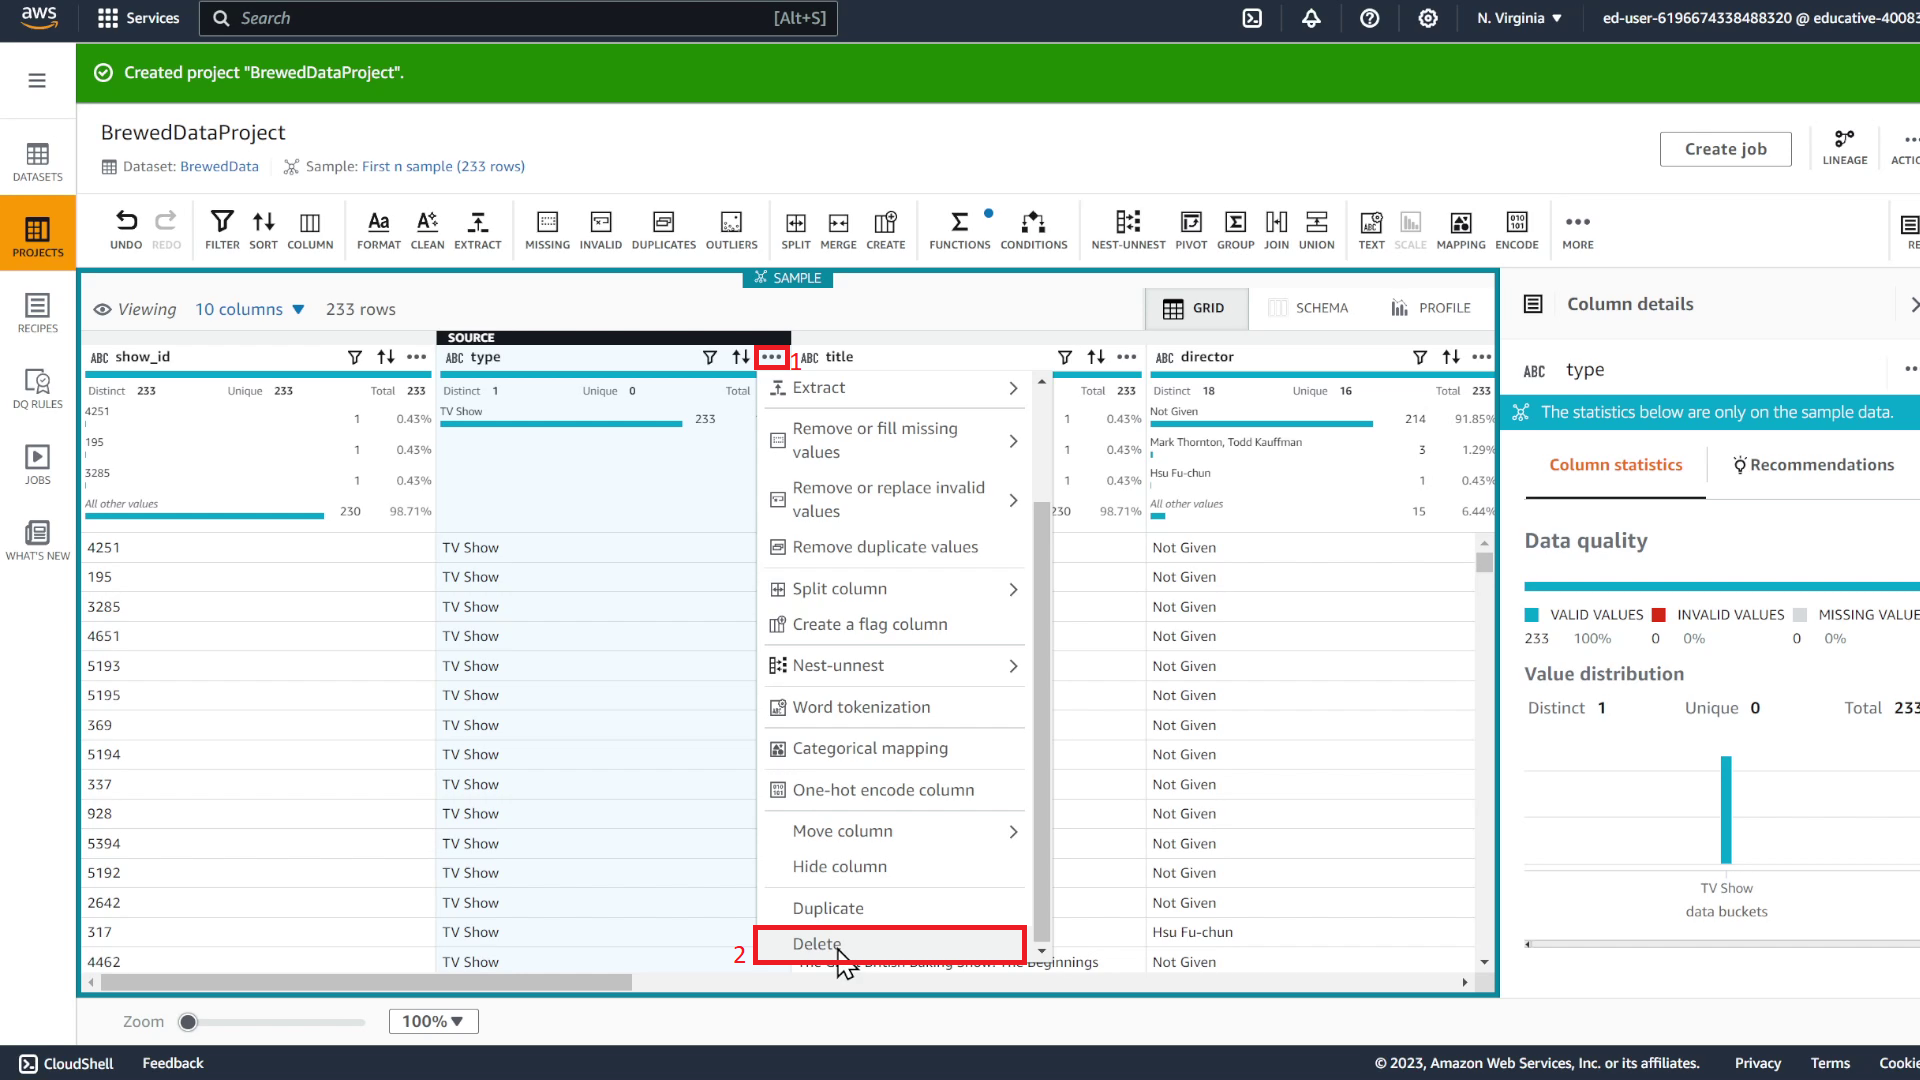 aws
Services
Search
[Alt+S]
N. Virginia ▼
ed-user-6196674338488320 @ educative-40083
Created project "BrewedDataProject".
BrewedDataProject
Dataset: BrewedData
Sample: First n sample (233 rows)
Create job
LINEAGE
ACTIO
DATASETS
PROJECTS
RECIPES
DQ RULES
JOBS
WHAT'S NEW
UNDO
REDO
FILTER
SORT
COLUMN
Aa
FORMAT
CLEAN
EXTRACT
MISSING
INVALID
DUPLICATES
OUTLIERS
SPLIT
MERGE
CREATE
FUNCTIONS
CONDITIONS
NEST-UNNEST
PIVOT
GROUP
JOIN
UNION
TEXT
SCALE
MAPPING
ENCODE
MORE
RE
SAMPLE
Viewing 10 columns ▼ 233 rows
GRID
SCHEMA
PROFILE
SOURCE
ABC show_id
ABC type
1
ABC title
ABC director
Distinct 233 Unique 233 Total 233
4251 1 0.43%
195 1 0.43%
3285 1 0.43%
All other values 230 98.71%
Distinct 1 Unique 0 Total
TV Show 233
Total 233
1 0.43%
1 0.43%
1 0.43%
230 98.71%
Distinct 18 Unique 16 Total 233
Not Given 214 91.85%
Mark Thornton, Todd Kauffman 3 1.29%
Hsu Fu-chun 1 0.43%
All other values 15 6.44%
4251 TV Show Not Given
195 TV Show Not Given
3285 TV Show Not Given
4651 TV Show Not Given
5193 TV Show Not Given
5195 TV Show Not Given
369 TV Show Not Given
5194 TV Show Not Given
337 TV Show Not Given
928 TV Show Not Given
5394 TV Show Not Given
5192 TV Show Not Given
2642 TV Show Not Given
317 TV Show Hsu Fu-chun
4462 TV Show Beginnings Not Given
Extract
Remove or fill missing
values
Remove or replace invalid
values
Remove duplicate values
Split column
Create a flag column
Nest-unnest
Word tokenization
Categorical mapping
One-hot encode column
Move column
Hide column
Duplicate
2
Delete
Column details
ABC type
The statistics below are only on the sample data.
Column statistics
Recommendations
Data quality
VALID VALUES
INVALID VALUES
MISSING VALUE
233 100%
0 0%
0 0%
Value distribution
Distinct 1 Unique 0 Total 233
TV Show
data buckets
Zoom
100% ▼
CloudShell
Feedback
© 2023, Amazon Web Services, Inc. or its affiliates.
Privacy
Terms
Cookie